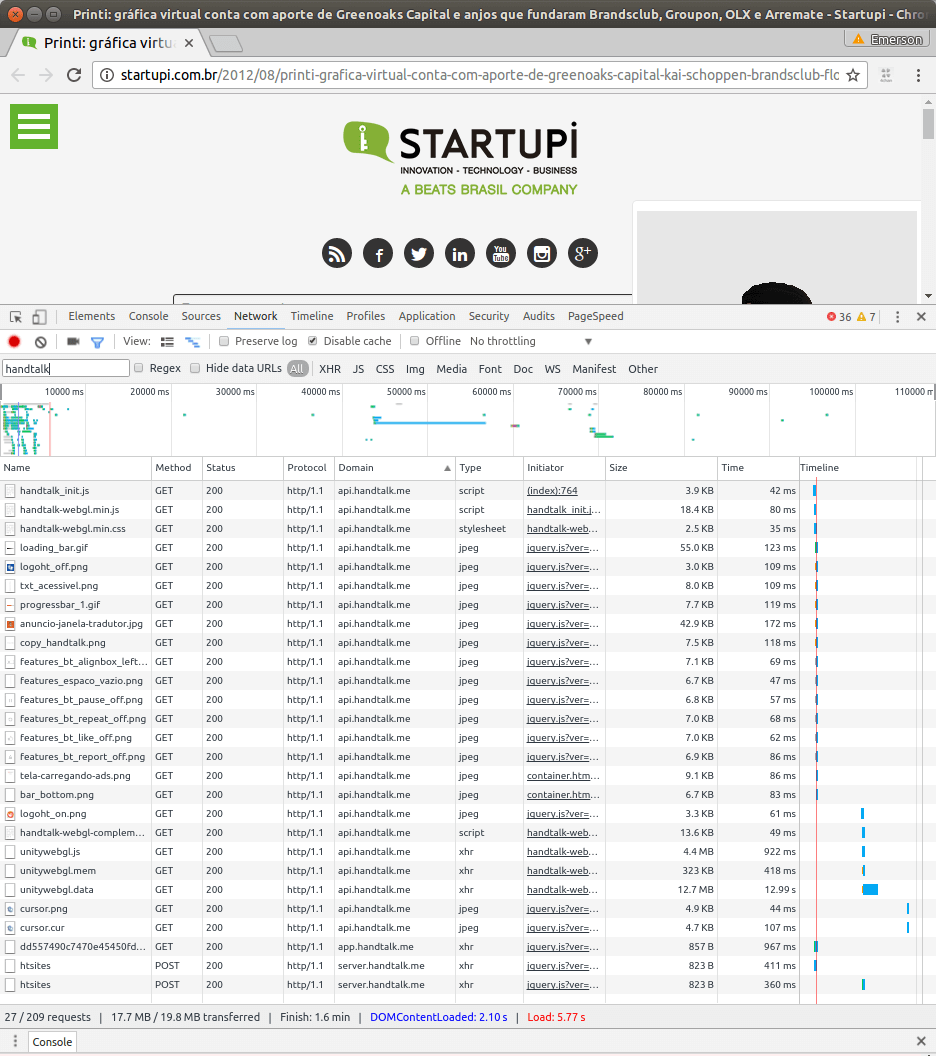 Printi: gráfica virtual conta com aporte de Greenoaks Capital e anjos que fundaram Brandsclub, Groupon, OLX e Arremate - Startupi - Chro
Printi: gráfica virtu
Emerson
startupi.com.br/2012/08/printi-grafica-virtual-conta-com-aporte-de-greenoaks-capital-kai-schoppen-brandsclub-flo
STARTUPi
INNOVATION - TECHNOLOGY - BUSINESS
A BEATS BRASIL COMPANY
f in You Tube g+
Elements Console Sources Network Timeline Profiles Application Security Audits PageSpeed 36 7
View: Preserve log Disable cache Offline No throttling
handtalk Regex Hide data URLs All XHR JS CSS Img Media Font Doc WS Manifest Other
10000 ms 20000 ms 30000 ms 40000 ms 50000 ms 60000 ms 70000 ms 80000 ms 90000 ms 100000 ms 110000 m
Name Method Status Protocol Domain Type Initiator Size Time Timeline
handtalk_init.js GET 200 http/1.1 api.handtalk.me script (index):764 3.9 KB 42 ms
handtalk-webgl.min.js GET 200 http/1.1 api.handtalk.me script handtalk_init.j... 18.4 KB 80 ms
handtalk-webgl.min.css GET 200 http/1.1 api.handtalk.me stylesheet handtalk-web... 2.5 KB 35 ms
loading_bar.gif GET 200 http/1.1 api.handtalk.me jpeg jquery.js?ver=... 55.0 KB 123 ms
logoht_off.png GET 200 http/1.1 api.handtalk.me jpeg jquery.js?ver=... 3.0 KB 109 ms
txt_acessivel.png GET 200 http/1.1 api.handtalk.me jpeg jquery.js?ver=... 8.0 KB 109 ms
progressbar_1.gif GET 200 http/1.1 api.handtalk.me jpeg jquery.js?ver=... 7.7 KB 119 ms
anuncio-janela-tradutor.jpg GET 200 http/1.1 api.handtalk.me jpeg jquery.js?ver=... 42.9 KB 172 ms
copy_handtalk.png GET 200 http/1.1 api.handtalk.me jpeg jquery.js?ver=... 7.5 KB 118 ms
features_bt_alignbox_left... GET 200 http/1.1 api.handtalk.me jpeg jquery.js?ver=... 7.1 KB 69 ms
features_espaco_vazio.png GET 200 http/1.1 api.handtalk.me jpeg jquery.js?ver=... 6.7 KB 47 ms
features_bt_pause_off.png GET 200 http/1.1 api.handtalk.me jpeg jquery.js?ver=... 6.8 KB 57 ms
features_bt_repeat_off.png GET 200 http/1.1 api.handtalk.me jpeg jquery.js?ver=... 7.0 KB 68 ms
features_bt_like_off.png GET 200 http/1.1 api.handtalk.me jpeg jquery.js?ver=... 7.0 KB 62 ms
features_bt_report_off.png GET 200 http/1.1 api.handtalk.me jpeg jquery.js?ver=... 6.9 KB 86 ms
tela-carregando-ads.png GET 200 http/1.1 api.handtalk.me jpeg container.htm... 9.1 KB 86 ms
bar_bottom.png GET 200 http/1.1 api.handtalk.me jpeg container.htm... 6.7 KB 83 ms
logoht_on.png GET 200 http/1.1 api.handtalk.me jpeg jquery.js?ver=... 3.3 KB 61 ms
handtalk-webgl-complem... GET 200 http/1.1 api.handtalk.me script handtalk-web... 13.6 KB 49 ms
unitywebgl.js GET 200 http/1.1 api.handtalk.me xhr handtalk-web... 4.4 MB 922 ms
unitywebgl.mem GET 200 http/1.1 api.handtalk.me xhr handtalk-web... 323 KB 418 ms
unitywebgl.data GET 200 http/1.1 api.handtalk.me xhr handtalk-web... 12.7 MB 12.99 s
cursor.png GET 200 http/1.1 api.handtalk.me jpeg jquery.js?ver=... 4.9 KB 44 ms
cursor.cur GET 200 http/1.1 api.handtalk.me jpeg jquery.js?ver=... 4.7 KB 107 ms
dd557490c7470e45450fd... GET 200 http/1.1 app.handtalk.me xhr jquery.js?ver=... 857 B 967 ms
htsites POST 200 http/1.1 server.handtalk.me xhr jquery.js?ver=... 823 B 411 ms
htsites POST 200 http/1.1 server.handtalk.me xhr jquery.js?ver=... 823 B 360 ms
27 / 209 requests | 17.7 MB / 19.8 MB transferred | Finish: 1.6 min | DOMContentLoaded: 2.10 s | Load: 5.77 s
Console